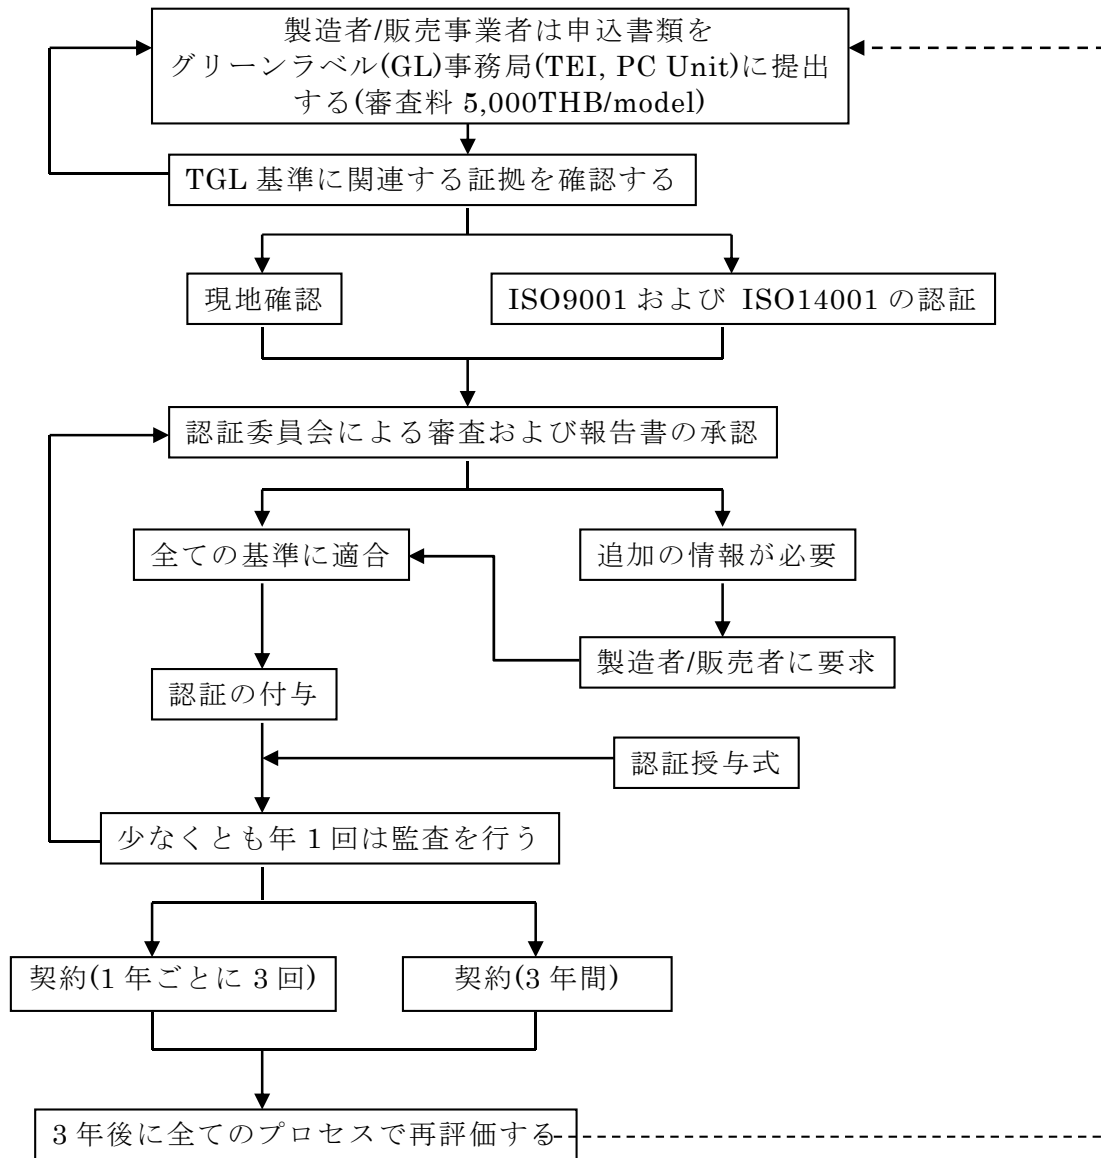 製造者/販売事業者は申込書類を
グリーンラベル(GL)事務局(TEI, PC Unit)に提出
する(審査料 5,000THB/model)
TGL 基準に関連する証拠を確認する
現地確認
ISO9001 および ISO14001 の認証
認証委員会による審査および報告書の承認
全ての基準に適合
追加の情報が必要
製造者/販売者に要求
認証の付与
認証授与式
少なくとも年 1 回は監査を行う
契約(1 年ごとに 3 回)
契約(3 年間)
3 年後に全てのプロセスで再評価する